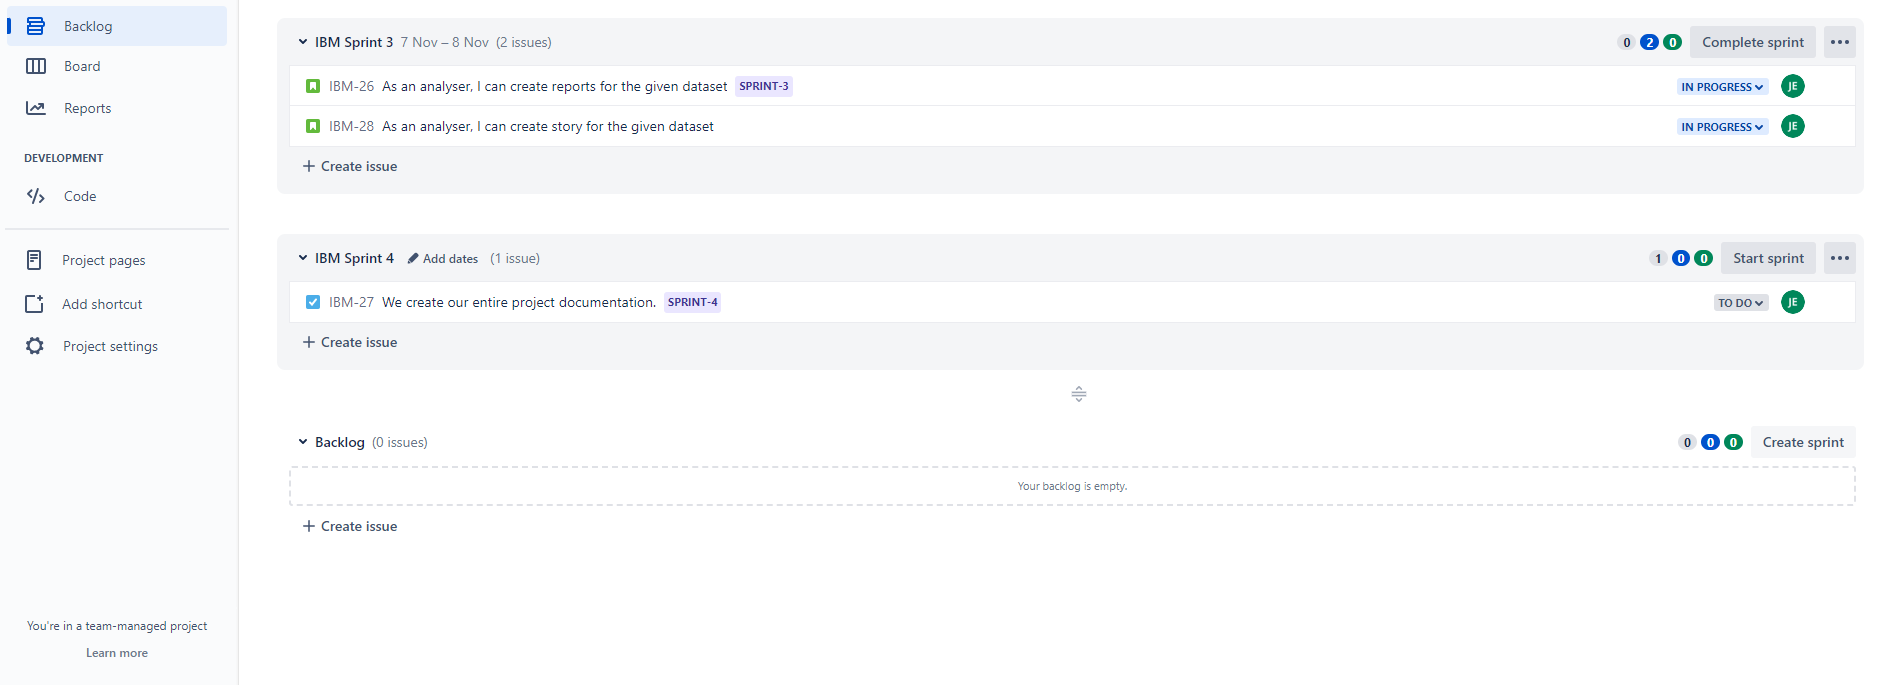 Backlog
Board
Reports
DEVELOPMENT
Code
Project pages
Add shortcut
Project settings
You're in a team-managed project
Learn more
IBM Sprint 3 7 Nov – 8 Nov (2 issues) 0 2 0 Complete sprint
IBM-26 As an analyser, I can create reports for the given dataset SPRINT-3 IN PROGRESS JE
IBM-28 As an analyser, I can create story for the given dataset IN PROGRESS JE
Create issue
IBM Sprint 4 Add dates (1 issue) 1 0 0 Start sprint
IBM-27 We create our entire project documentation. SPRINT-4 TO DO JE
Create issue
Backlog (0 issues) 0 0 0 Create sprint
Your backlog is empty.
Create issue